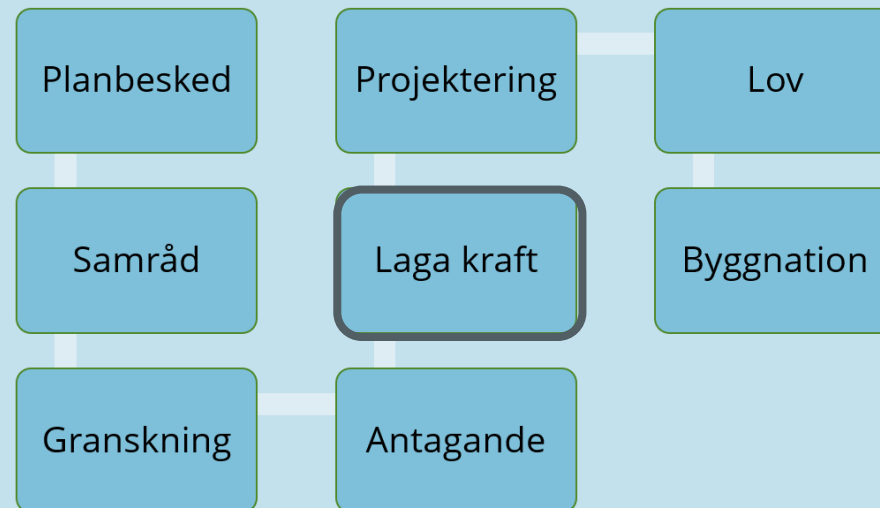 Planbesked
Projektering
Lov
Samråd
Laga kraft
Byggnation
Granskning
Antagande